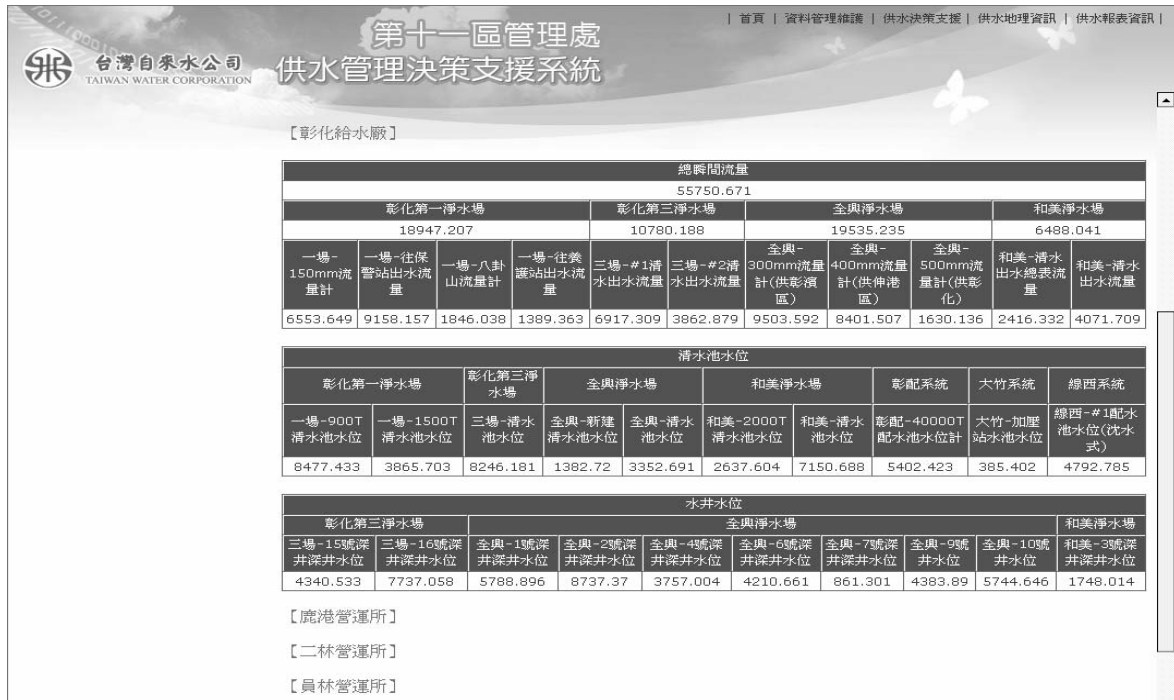 | 首頁 | 資料管理維護 | 供水決策支援 | 供水地理資訊 | 供水報表資訊 |
台灣自來水公司
TAIWAN WATER CORPORATION
第十一區管理處
供水管理決策支援系統
【彰化給水廠】
總瞬間流量
55750.671
彰化第一淨水場 彰化第三淨水場 全興淨水場 和美淨水場
18947.207 10780.188 19535.235 6488.041
一場-150mm流量計 一場-往保警站出水流量 一場-八卦山流量計 一場-往養護站出水流量 三場-#1清水出水流量 三場-#2清水出水流量 全興-300mm流量計(供彰濱區) 全興-400mm流量計(供伸港區) 全興-500mm流量計(供彰化) 和美-清水出水總表流量 和美-清水出水流量
6553.649 9158.157 1846.038 1389.363 6917.309 3862.879 9503.592 8401.507 1630.136 2416.332 4071.709
清水池水位
彰化第一淨水場 彰化第三淨水場 全興淨水場 和美淨水場 彰配系統 大竹系統 線西系統
一場-900T清水池水位 一場-1500T清水池水位 三場-清水池水位 全興-新建清水池水位 全興-清水池水位 和美-2000T清水池水位 和美-清水池水位 彰配-40000T配水池水位計 大竹-加壓站水池水位 線西-#1配水池水位(沈水式)
8477.433 3865.703 8246.181 1382.72 3352.691 2637.604 7150.688 5402.423 385.402 4792.785
水井水位
彰化第三淨水場 全興淨水場 和美淨水場
三場-15號深井深井水位 三場-16號深井深井水位 全興-1號深井深井水位 全興-2號深井深井水位 全興-4號深井深井水位 全興-6號深井深井水位 全興-7號深井深井水位 全興-9號井水位 全興-10號井水位 和美-3號深井深井水位
4340.533 7737.058 5788.896 8737.37 3757.004 4210.661 861.301 4383.89 5744.646 1748.014
【鹿港營運所】
【二林營運所】
【員林營運所】